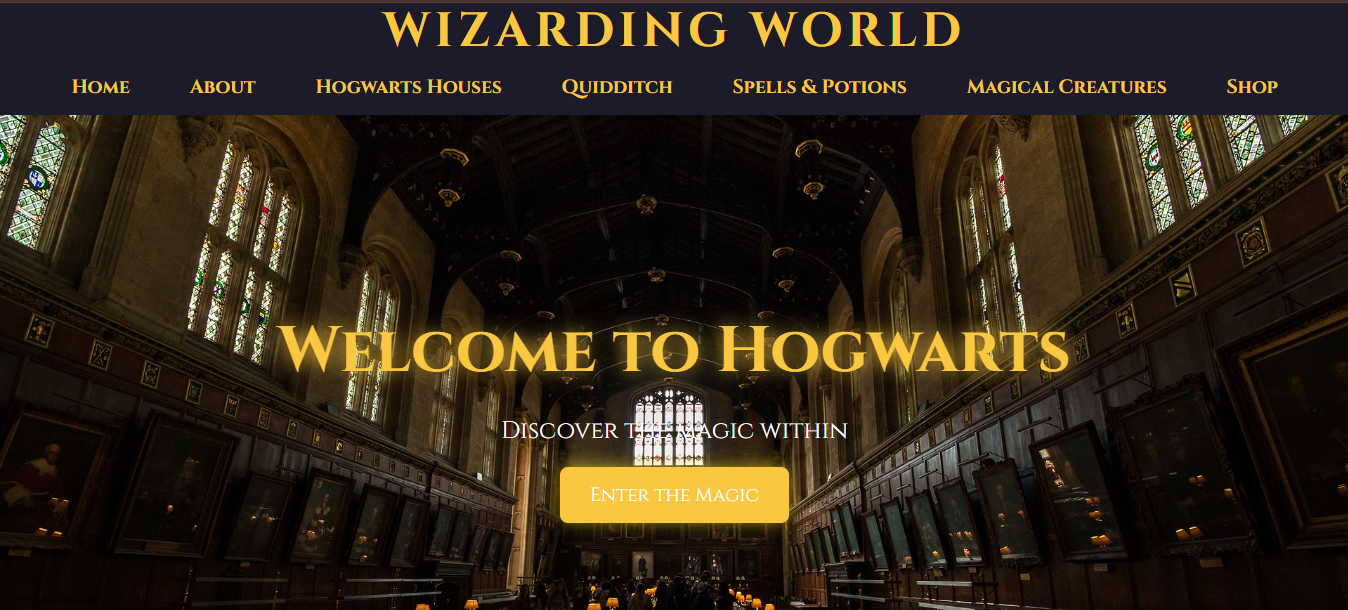 WIZARDING WORLD
Home About Hogwarts Houses Quidditch Spells & Potions Magical Creatures Shop
Welcome to Hogwarts
Discover the magic within
Enter the Magic